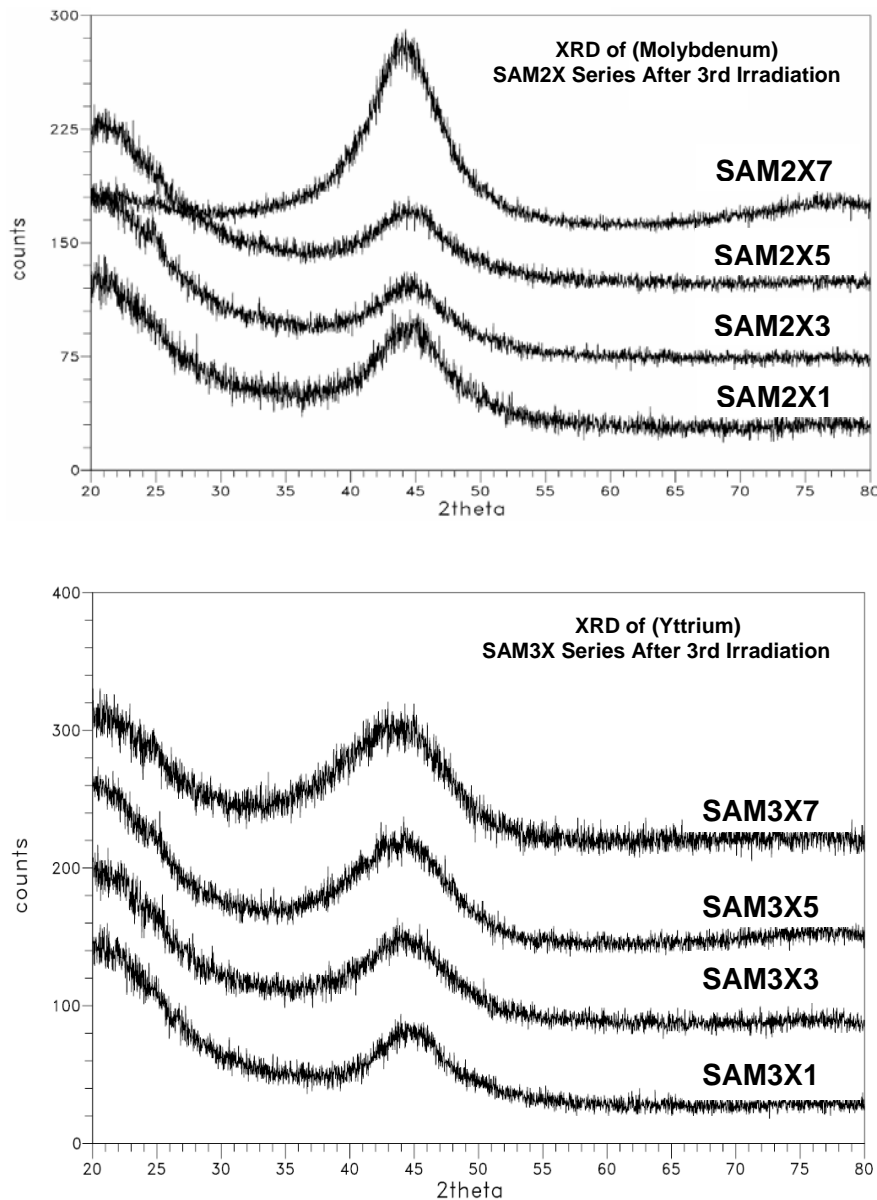 XRD of (Molybdenum)
SAM2X Series After 3rd Irradiation
300
225
150
75
0
counts
SAM2X7
SAM2X5
SAM2X3
SAM2X1
20 25 30 35 40 45 50 55 60 65 70 75 80
2theta
XRD of (Yttrium)
SAM3X Series After 3rd Irradiation
400
300
200
100
0
counts
SAM3X7
SAM3X5
SAM3X3
SAM3X1
20 25 30 35 40 45 50 55 60 65 70 75 80
2theta